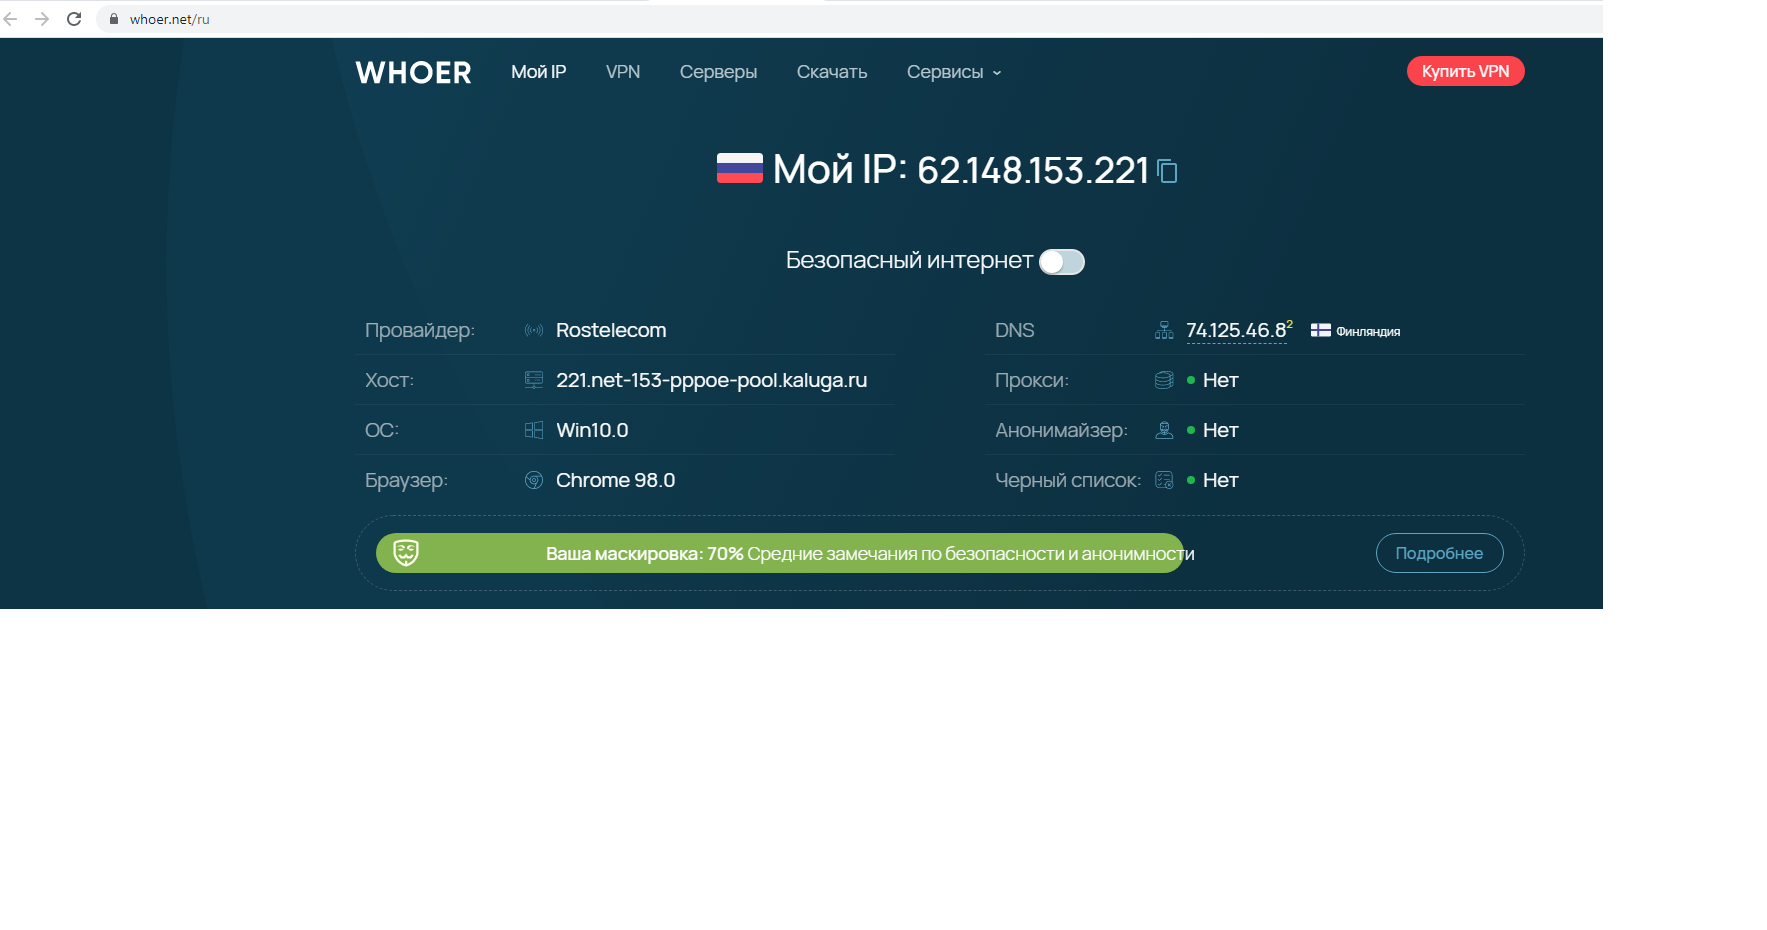 whoer.net/ru
WHOER Мой IP VPN Серверы Скачать Сервисы Купить VPN
Мой IP: 62.148.153.221
Безопасный интернет
Провайдер: Rostelecom
Хост: 221.net-153-pppoe-pool.kaluga.ru
ОС: Win10.0
Браузер: Chrome 98.0
DNS 74.125.46.8² Финляндия
Прокси: Нет
Анонимайзер: Нет
Черный список: Нет
Ваша маскировка: 70% Средние замечания по безопасности и анонимности
Подробнее